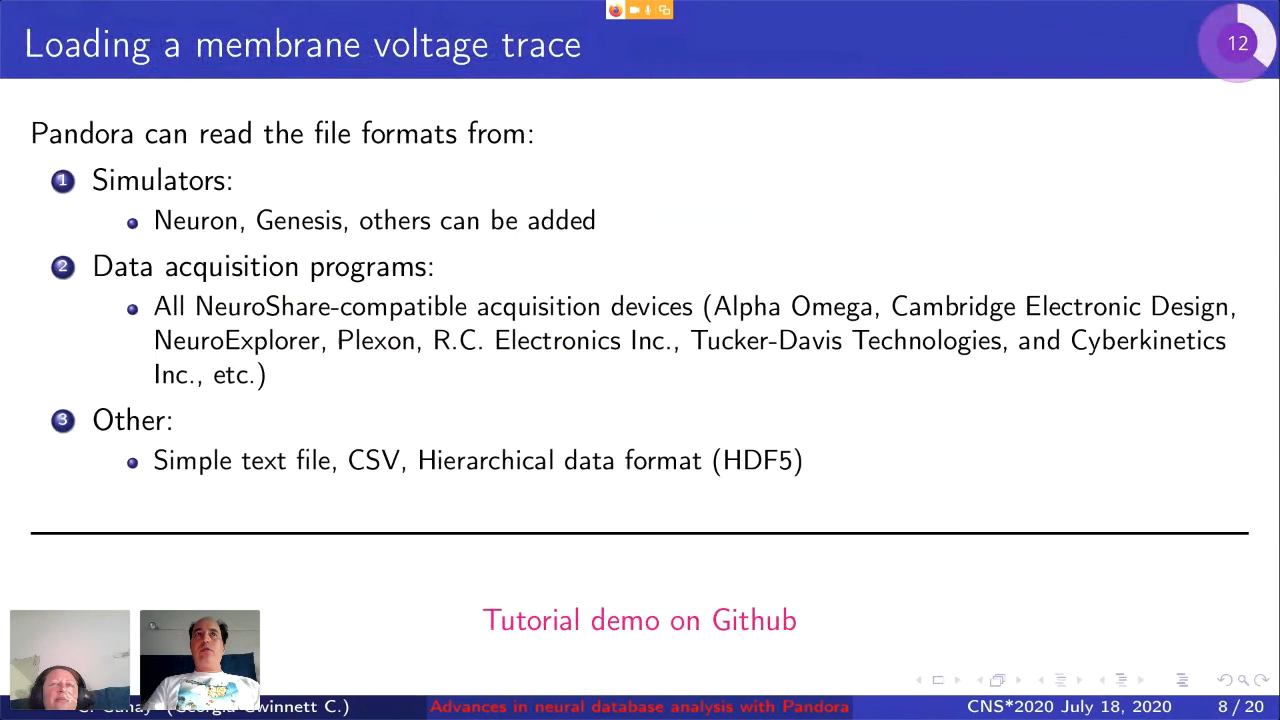 Loading a membrane voltage trace
12
Pandora can read the file formats from:
1 Simulators:
Neuron, Genesis, others can be added
2 Data acquisition programs:
All NeuroShare-compatible acquisition devices (Alpha Omega, Cambridge Electronic Design,
NeuroExplorer, Plexon, R.C. Electronics Inc., Tucker-Davis Technologies, and Cyberkinetics
Inc., etc.)
3 Other:
Simple text file, CSV, Hierarchical data format (HDF5)
Tutorial demo on Github
Gwinnett C.) Advances in neural database analysis with Pandora CNS*2020 July 18, 2020 8 / 20